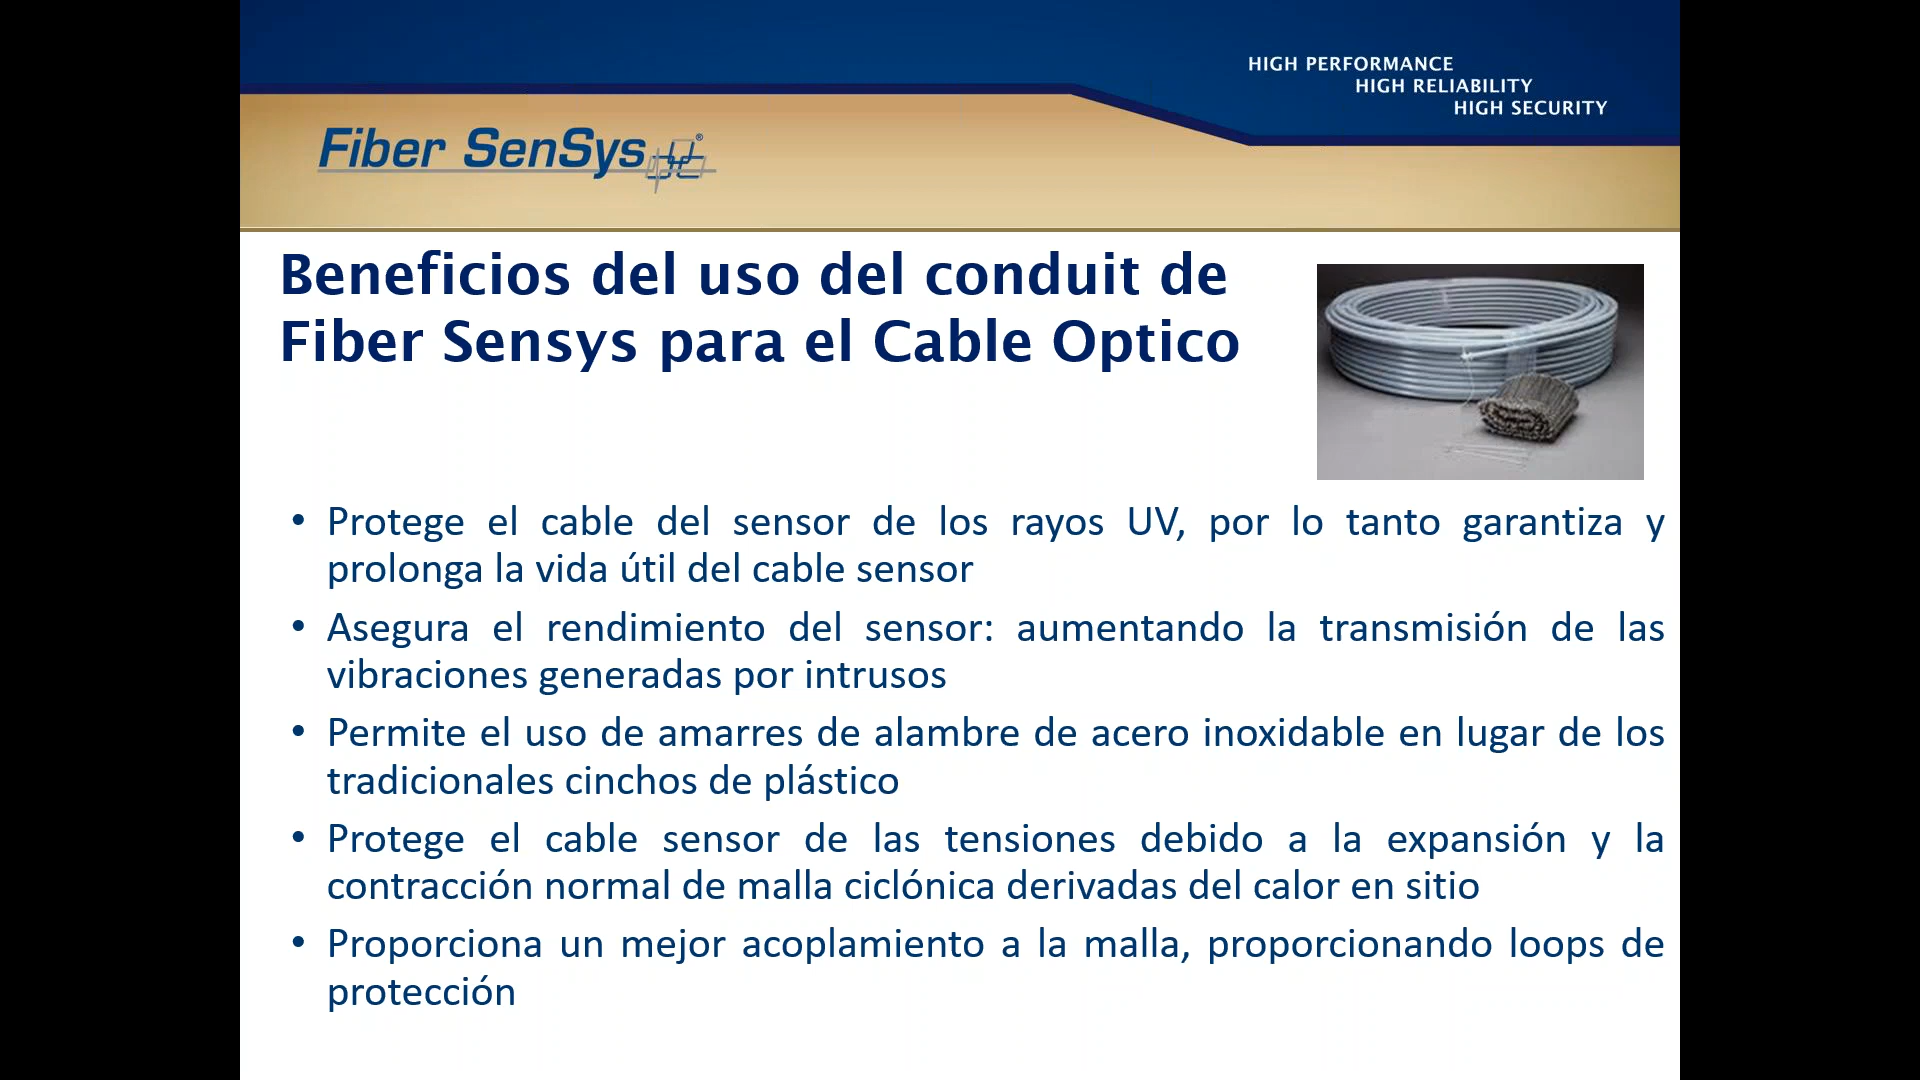 HIGH PERFORMANCE
HIGH RELIABILITY
HIGH SECURITY
Fiber SenSys®
Beneficios del uso del conduit de
Fiber Sensys para el Cable Optico
• Protege el cable del sensor de los rayos UV, por lo tanto garantiza y
prolonga la vida útil del cable sensor
• Asegura el rendimiento del sensor: aumentando la transmisión de las
vibraciones generadas por intrusos
• Permite el uso de amarres de alambre de acero inoxidable en lugar de los
tradicionales cinchos de plástico
• Protege el cable sensor de las tensiones debido a la expansión y la
contracción normal de malla ciclónica derivadas del calor en sitio
• Proporciona un mejor acoplamiento a la malla, proporcionando loops de
protección